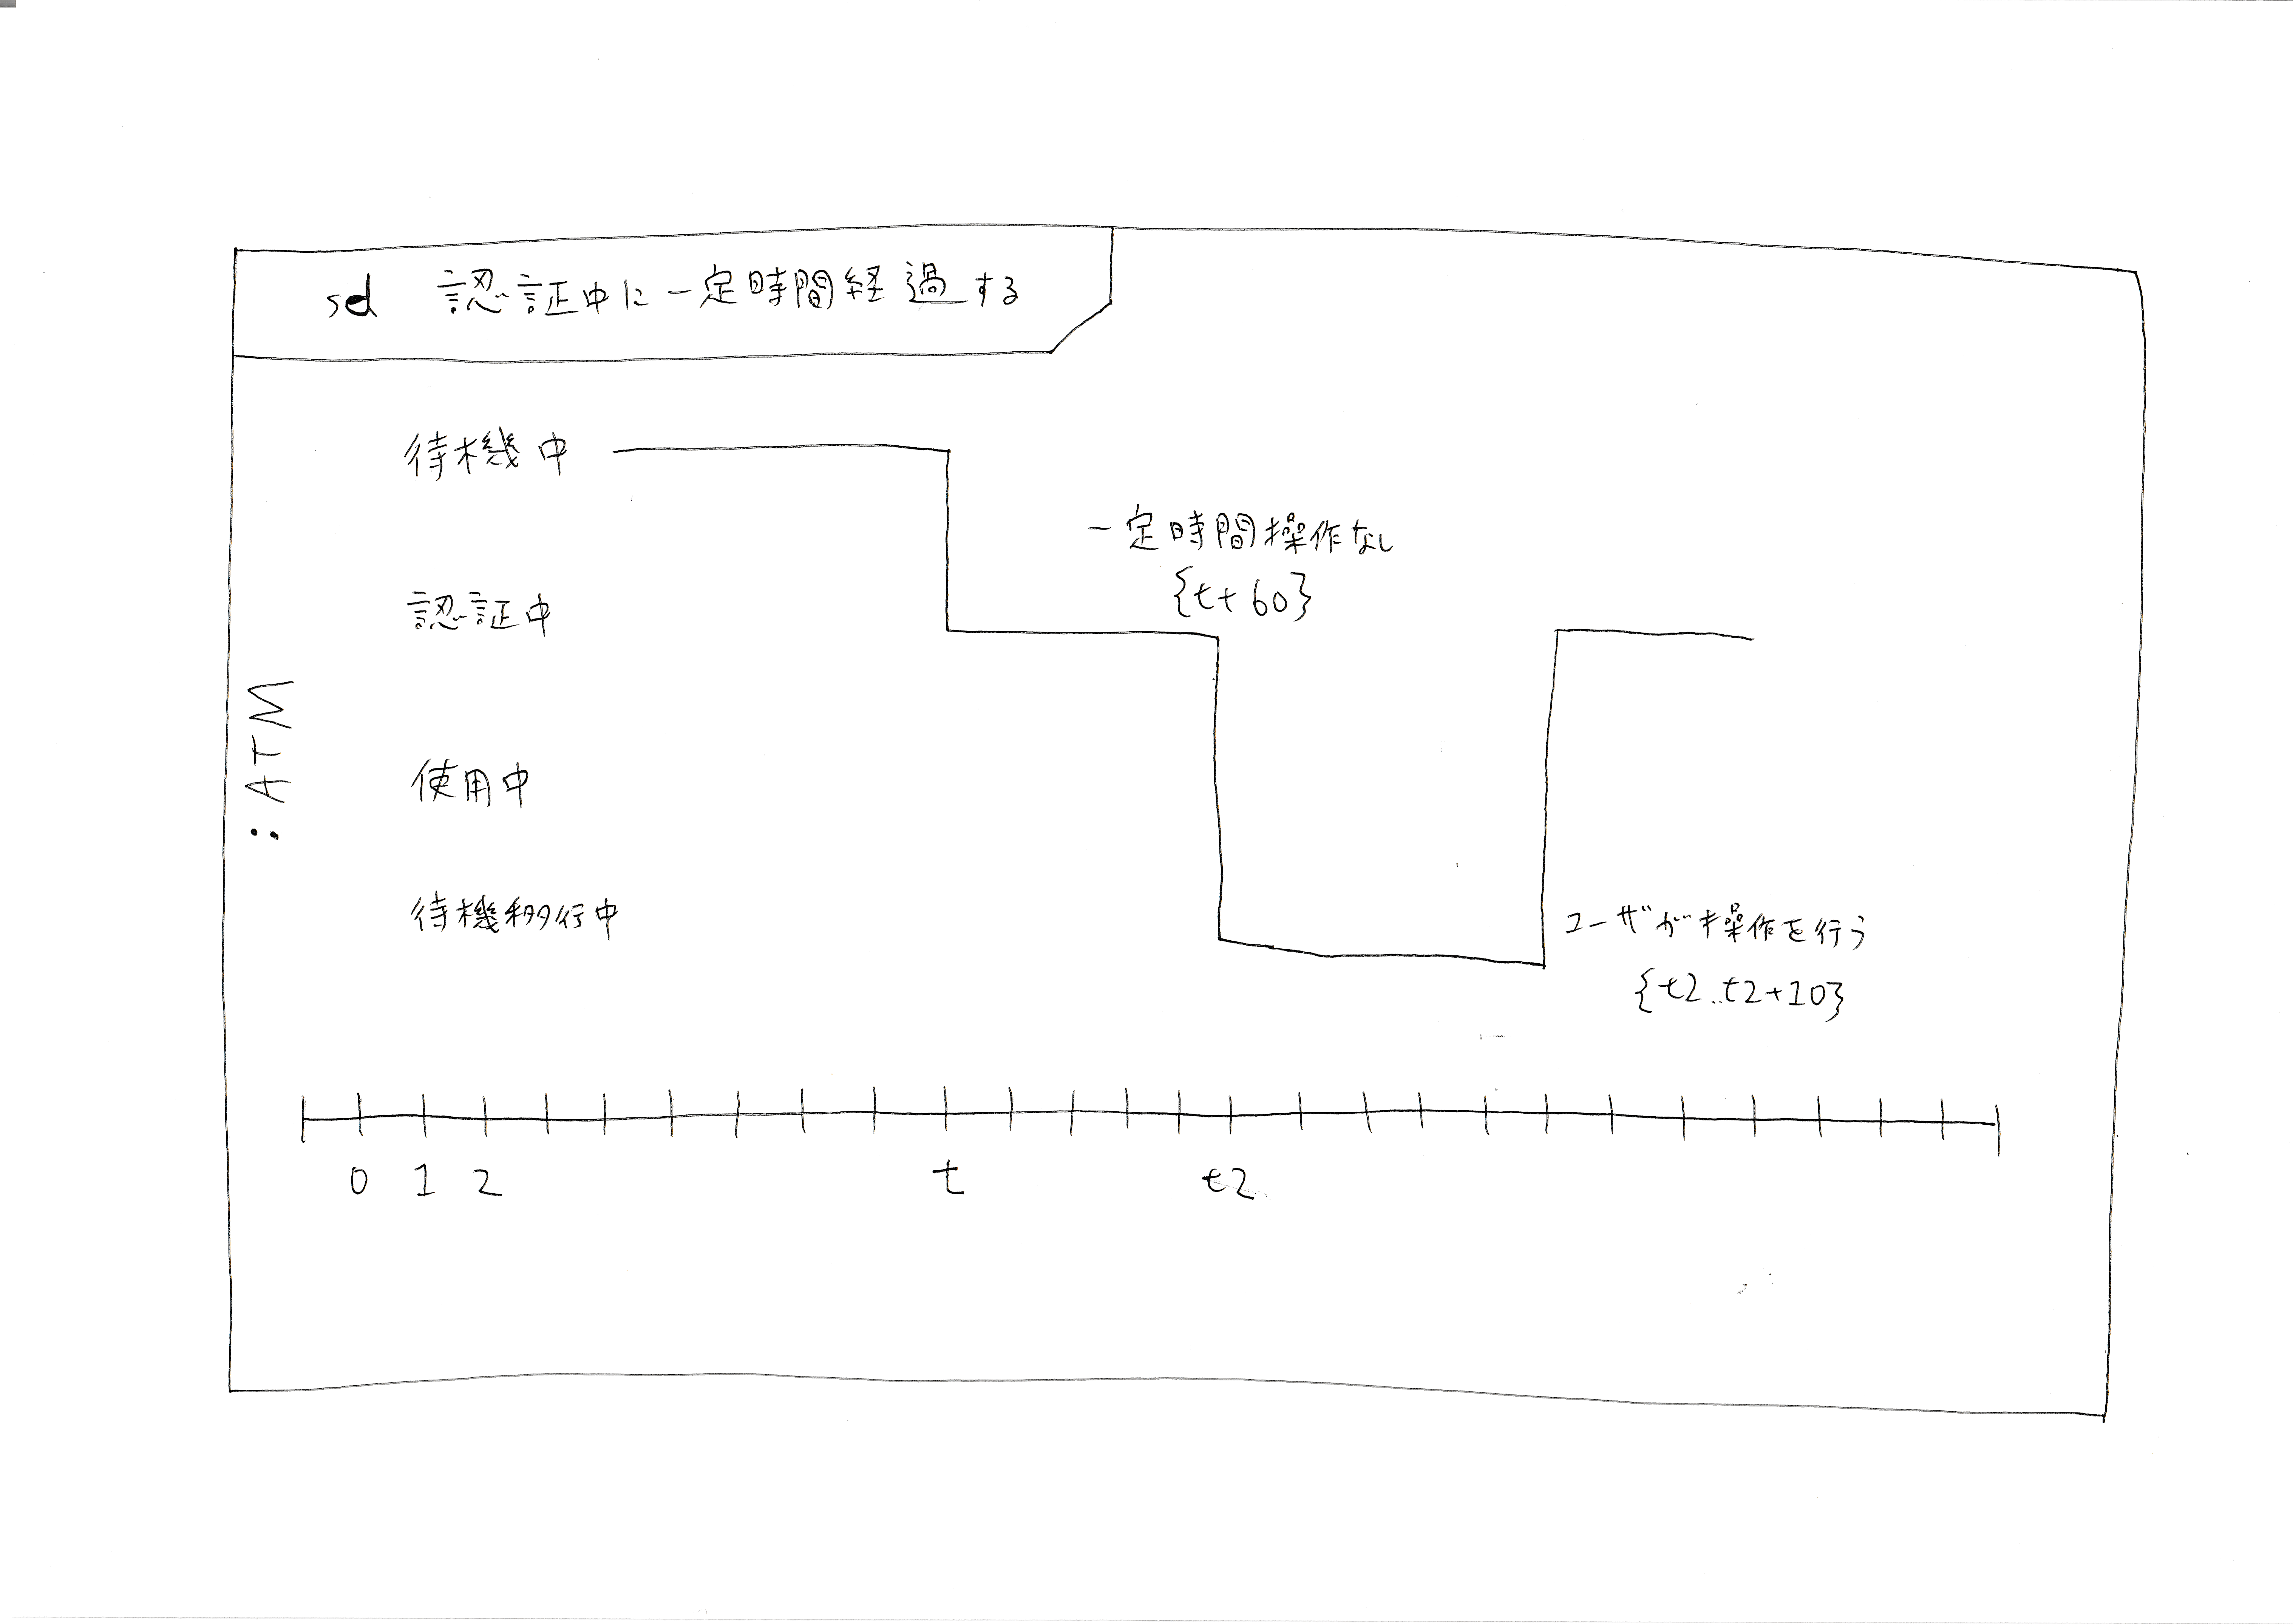 sd 認証中に一定時間経過する
待機中
一定時間操作なし
{t+60}
認証中
:ATM
使用中
待機移行中
ユーザが操作を行う
{t2..t2+10}
0 1 2 t t2